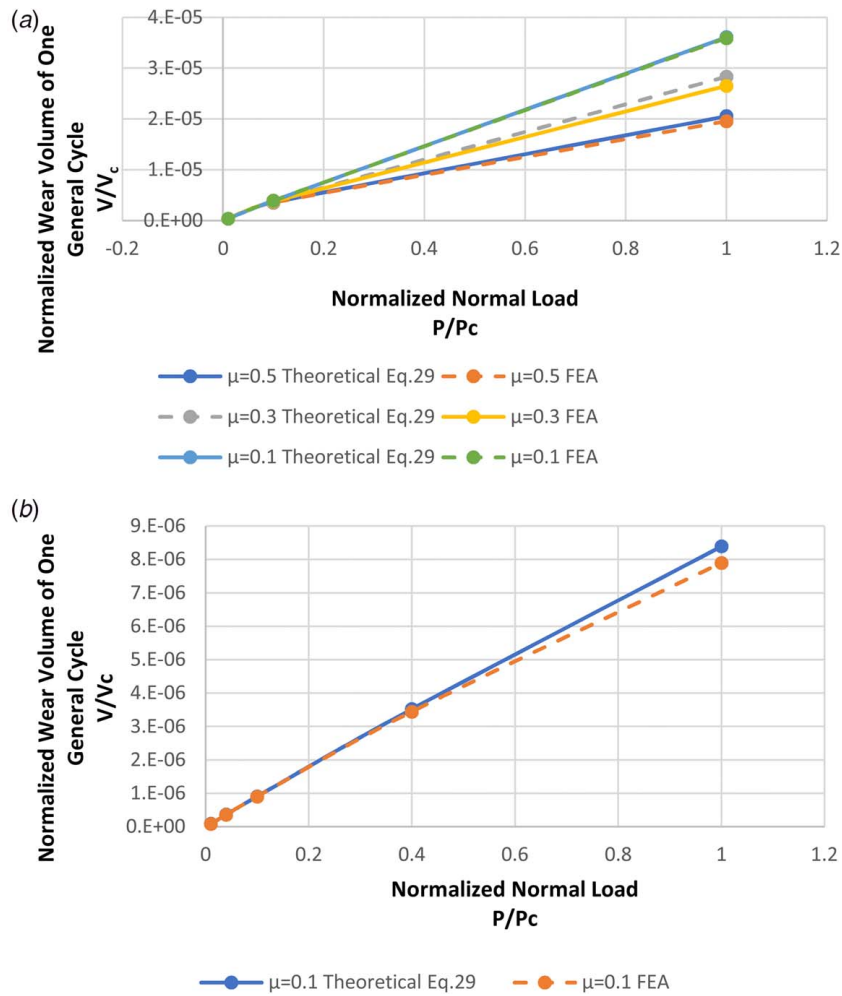 (a)
4.E-05
3.E-05
2.E-05
1.E-05
0.E+00
-0.2
0
0.2
0.4
0.6
0.8
1
1.2
Normalized Wear Volume of One
General Cycle
V/Vc
Normalized Normal Load
P/Pc
μ=0.5 Theoretical Eq.29
μ=0.5 FEA
μ=0.3 Theoretical Eq.29
μ=0.3 FEA
μ=0.1 Theoretical Eq.29
μ=0.1 FEA
(b)
9.E-06
8.E-06
7.E-06
6.E-06
5.E-06
4.E-06
3.E-06
2.E-06
1.E-06
0.E+00
0
0.2
0.4
0.6
0.8
1
1.2
Normalized Wear Volume of One
General Cycle
V/Vc
Normalized Normal Load
P/Pc
μ=0.1 Theoretical Eq.29
μ=0.1 FEA